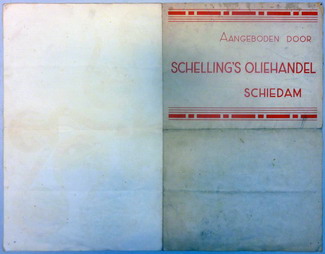 AANGEBODEN DOOR
SCHELLING'S OLIEHANDEL
SCHIEDAM